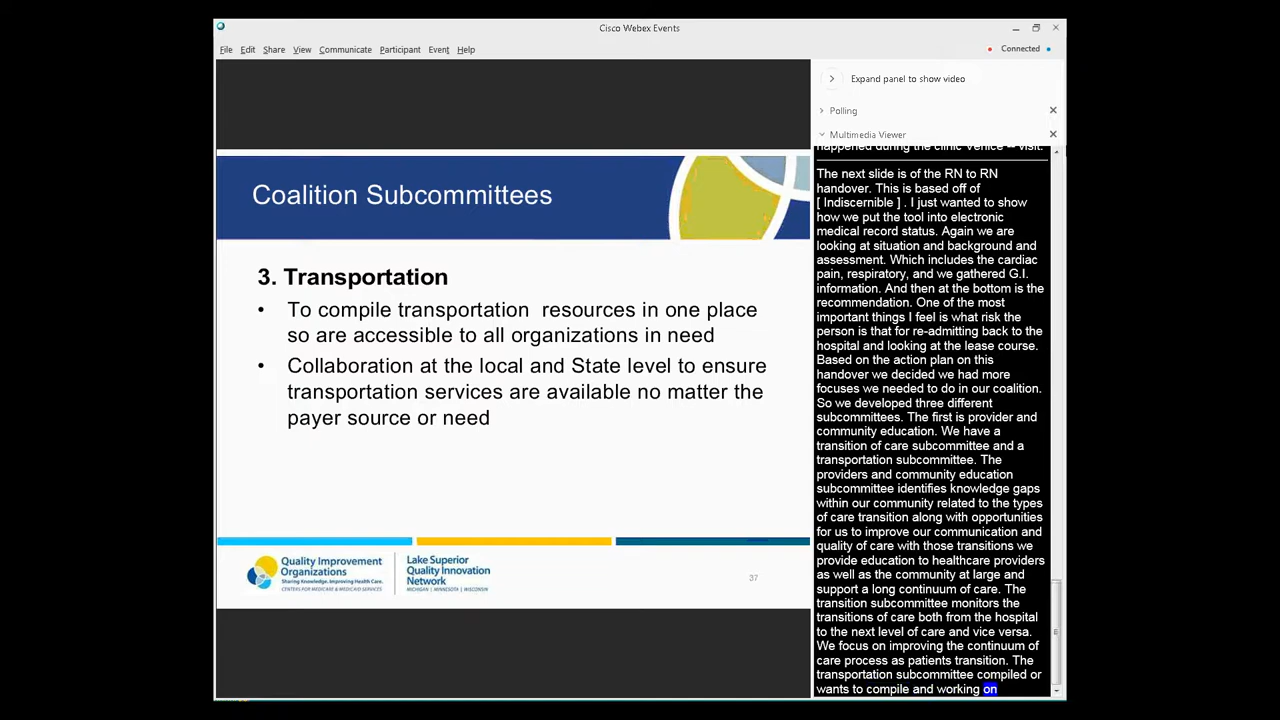 Cisco Webex Events
File Edit Share View Communicate Participant Event Help
Connected
Expand panel to show video
Polling
Multimedia Viewer
happened during the clinic Venice -- visit.
The next slide is of the RN to RN
handover. This is based off of
[ Indiscernible ] . I just wanted to show
how we put the tool into electronic
medical record status. Again we are
looking at situation and background and
assessment. Which includes the cardiac
pain, respiratory, and we gathered G.I.
information. And then at the bottom is the
recommendation. One of the most
important things I feel is what risk the
person is that for re-admitting back to the
hospital and looking at the lease course.
Based on the action plan on this
handover we decided we had more
focuses we needed to do in our coalition.
So we developed three different
subcommittees. The first is provider and
community education. We have a
transition of care subcommittee and a
transportation subcommittee. The
providers and community education
subcommittee identifies knowledge gaps
within our community related to the types
of care transition along with opportunities
for us to improve our communication and
quality of care with those transitions we
provide education to healthcare providers
as well as the community at large and
support a long continuum of care. The
transition subcommittee monitors the
transitions of care both from the hospital
to the next level of care and vice versa.
We focus on improving the continuum of
care process as patients transition. The
transportation subcommittee compiled or
wants to compile and working on
Coalition Subcommittees
3. Transportation
• To compile transportation resources in one place
so are accessible to all organizations in need
• Collaboration at the local and State level to ensure
transportation services are available no matter the
payer source or need
Quality Improvement
Organizations
Sharing Knowledge. Improving Health Care.
CENTERS FOR MEDICARE & MEDICAID SERVICES
Lake Superior
Quality Innovation
Network
MICHIGAN | MINNESOTA | WISCONSIN
37